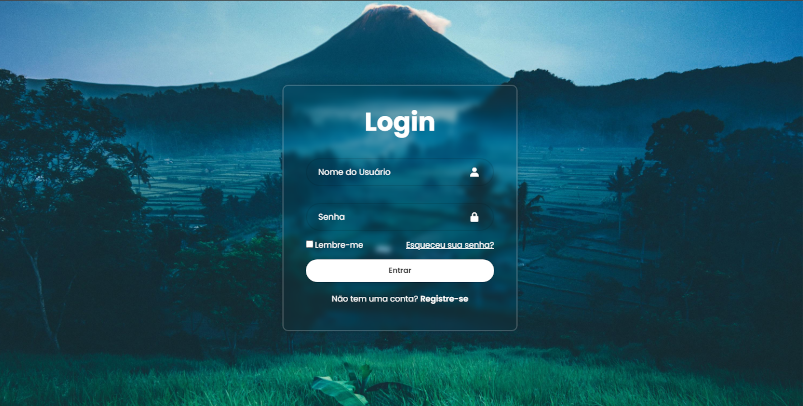 Login
Nome do Usuário
Senha
Lembre-me Esqueceu sua senha?
Entrar
Não tem uma conta? Registre-se